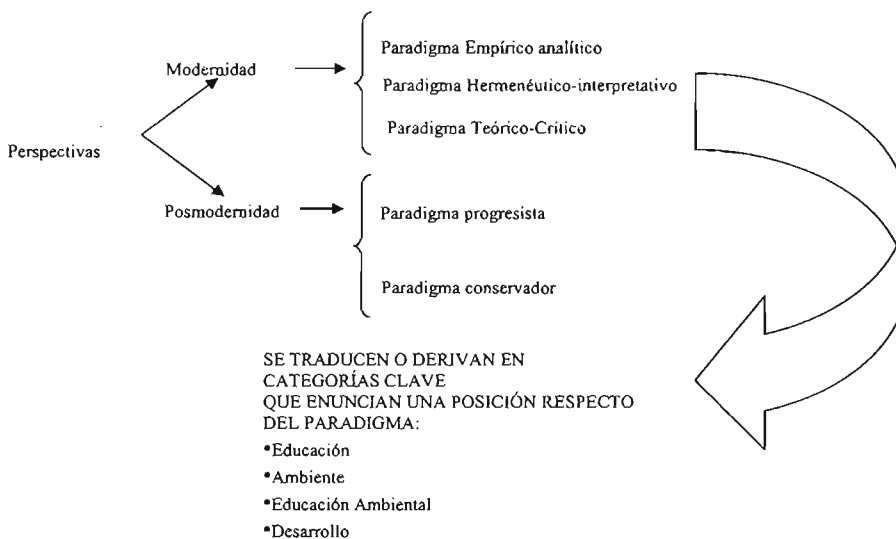 Perspectivas
Modernidad
Paradigma Empírico analítico
Paradigma Hermenéutico-interpretativo
Paradigma Teórico-Crítico
Posmodernidad
Paradigma progresista
Paradigma conservador
SE TRADUCEN O DERIVAN EN
CATEGORÍAS CLAVE
QUE ENUNCIAN UNA POSICIÓN RESPECTO
DEL PARADIGMA:
•Educación
•Ambiente
•Educación Ambiental
•Desarrollo